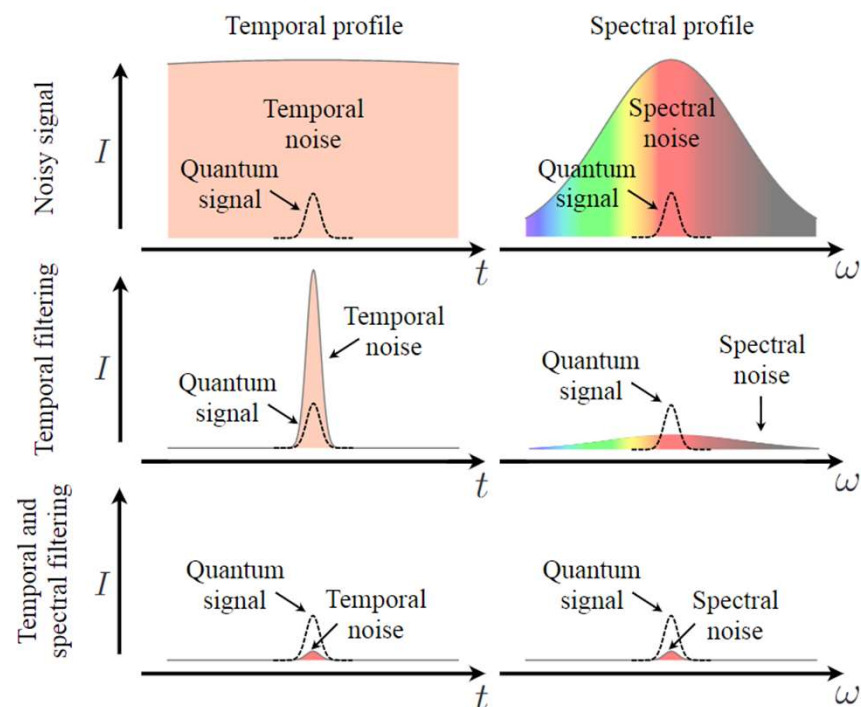 Temporal profile
Spectral profile
Noisy signal
I
Temporal
noise
Quantum
signal
t
Spectral
noise
Quantum
signal
ω
Temporal filtering
I
Temporal
noise
Quantum
signal
t
Quantum
signal
Spectral
noise
ω
Temporal and
spectral filtering
I
Quantum
signal
Temporal
noise
t
Quantum
signal
Spectral
noise
ω